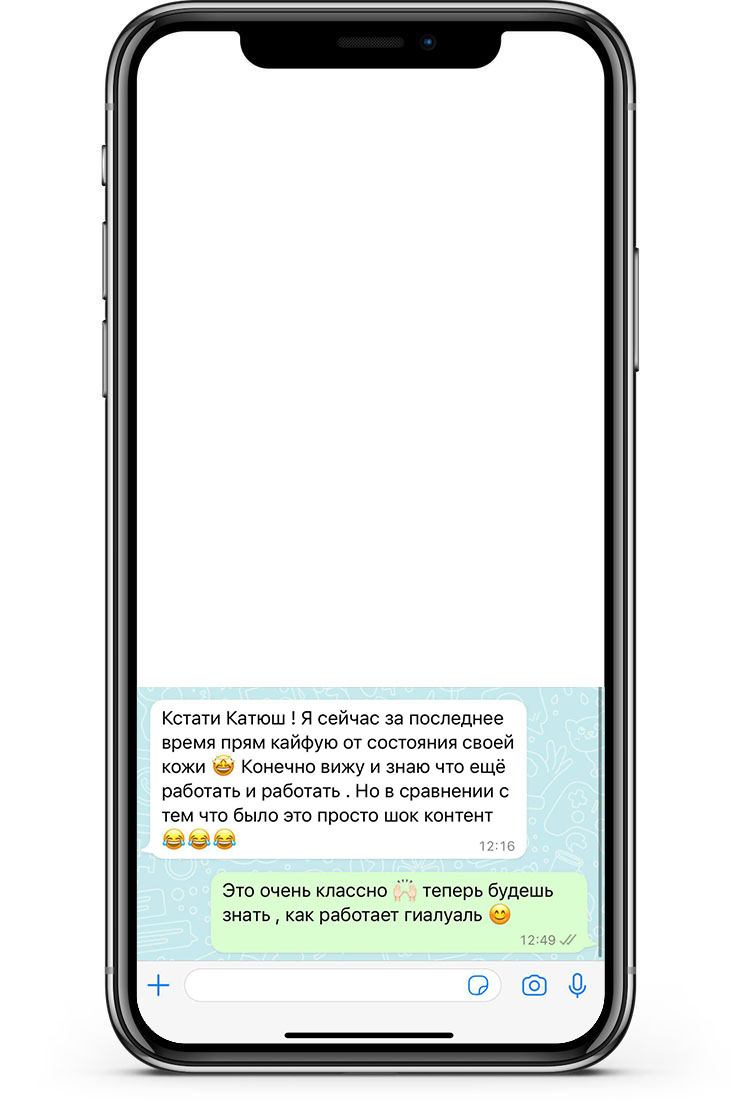 Кстати Катюш ! Я сейчас за последнее
время прям кайфую от состояния своей
кожи 🤩 Конечно вижу и знаю что ещё
работать и работать . Но в сравнении с
тем что было это просто шок контент
😂😂😂
12:16
Это очень классно 🙌🏻 теперь будешь
знать , как работает гиалуаль 😊
12:49